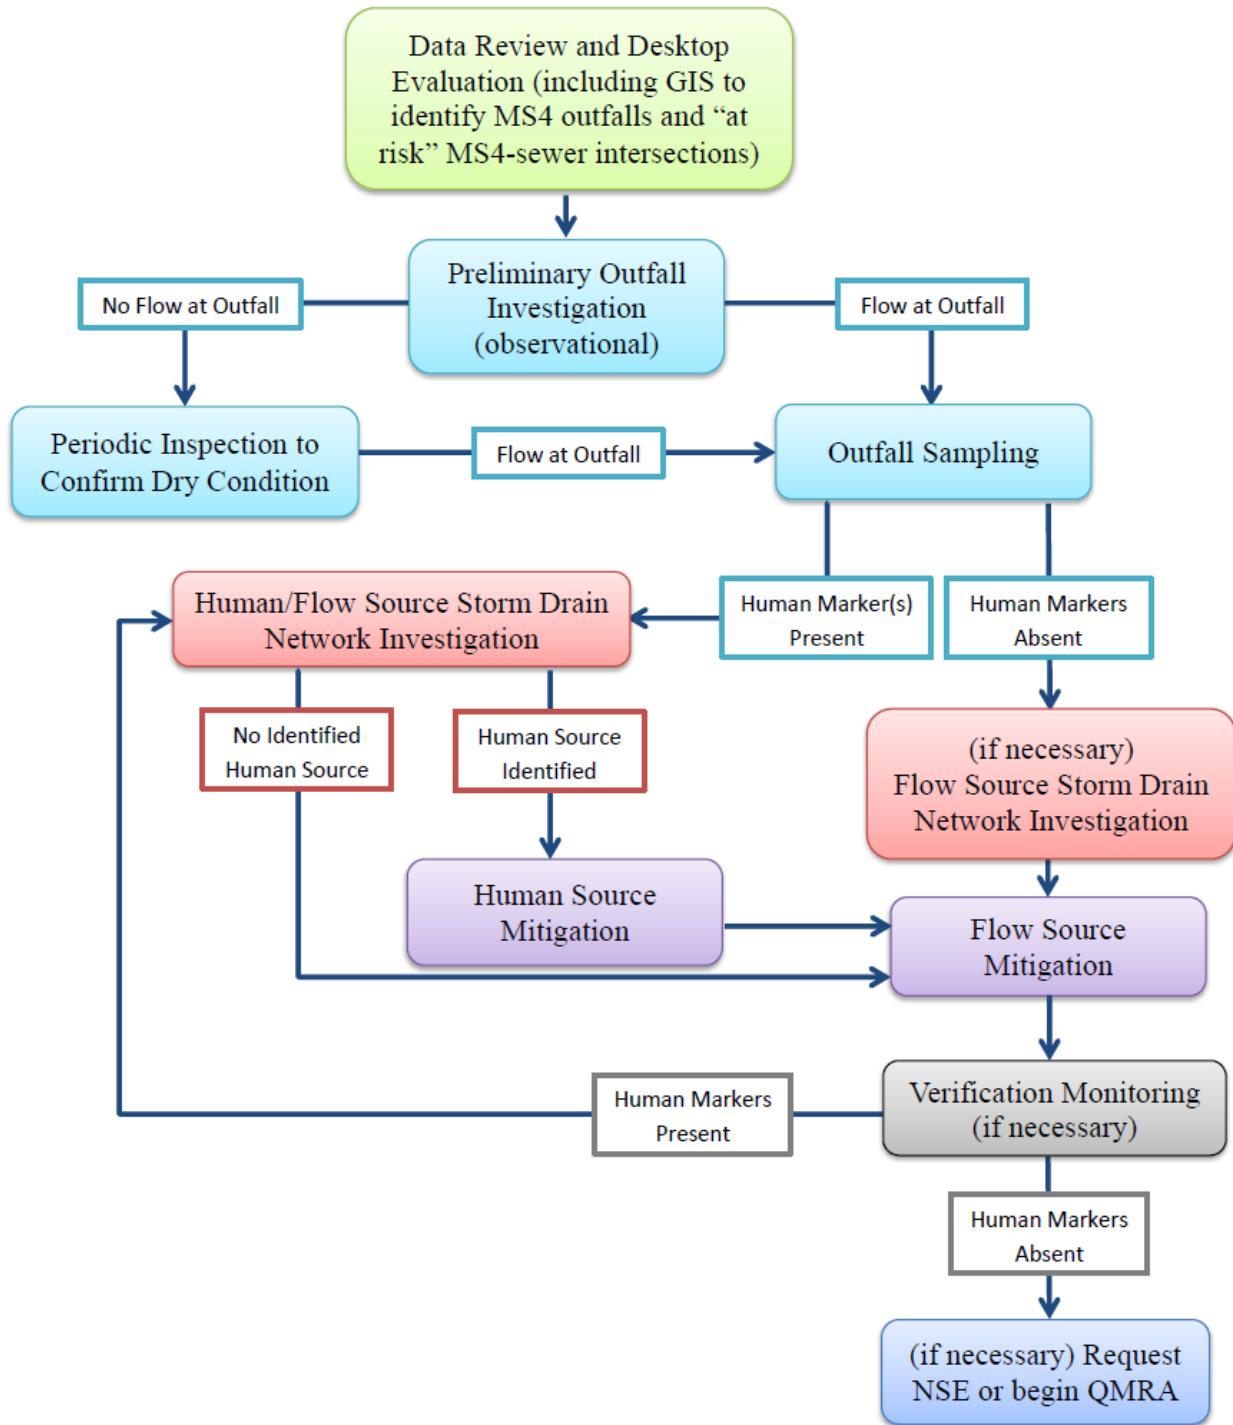 Data Review and Desktop
Evaluation (including GIS to
identify MS4 outfalls and “at
risk” MS4-sewer intersections)
Preliminary Outfall
Investigation
(observational)
No Flow at Outfall
Flow at Outfall
Periodic Inspection to
Confirm Dry Condition
Flow at Outfall
Outfall Sampling
Human Marker(s)
Present
Human Markers
Absent
Human/Flow Source Storm Drain
Network Investigation
No Identified
Human Source
Human Source
Identified
(if necessary)
Flow Source Storm Drain
Network Investigation
Human Source
Mitigation
Flow Source
Mitigation
Verification Monitoring
(if necessary)
Human Markers
Present
Human Markers
Absent
(if necessary) Request
NSE or begin QMRA